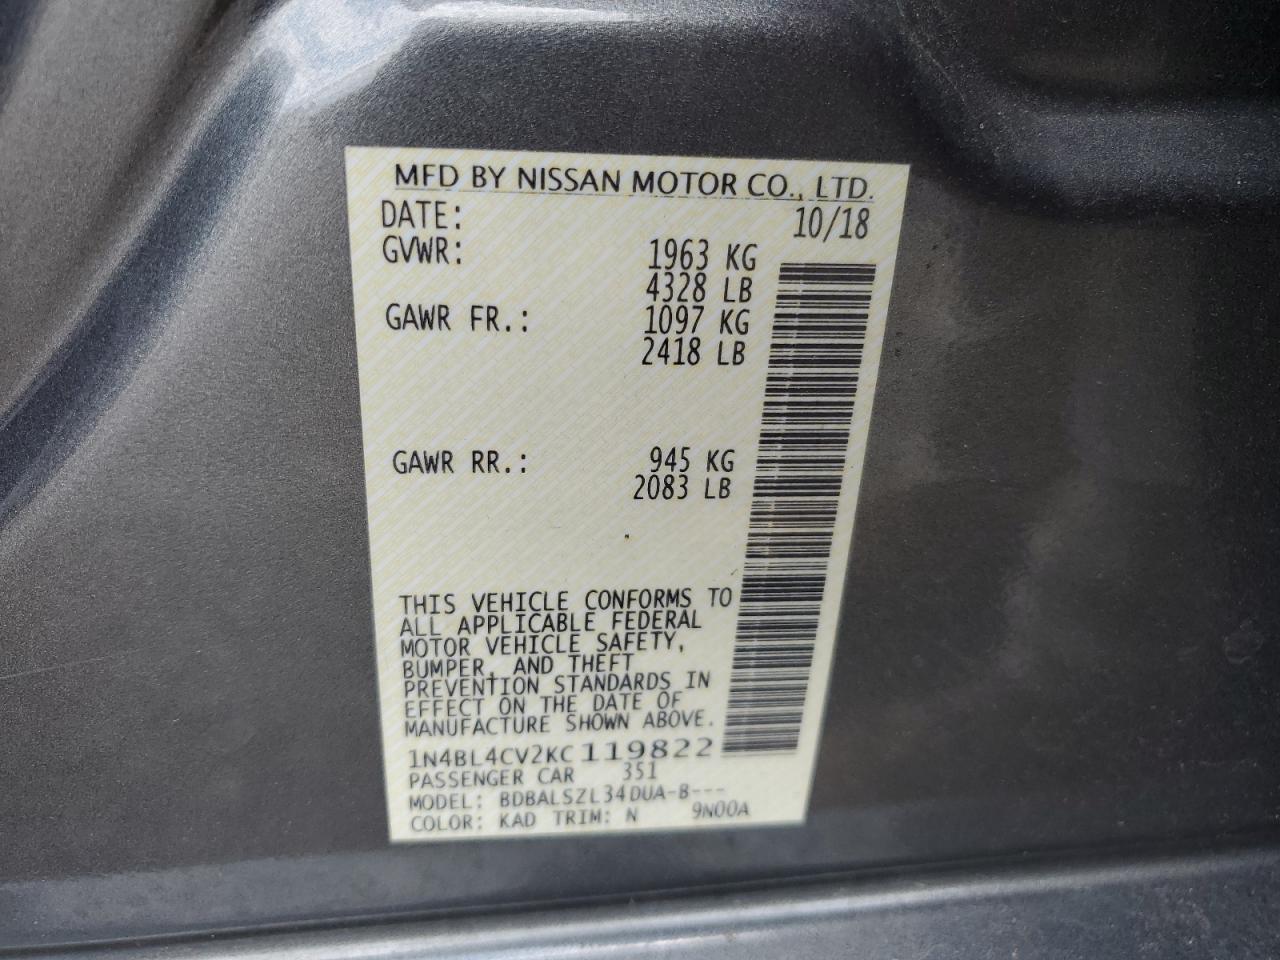 MFD BY NISSAN MOTOR CO., LTD.
DATE: 10/18
GVWR: 1963 KG
4328 LB
GAWR FR.: 1097 KG
2418 LB
GAWR RR.: 945 KG
2083 LB
THIS VEHICLE CONFORMS TO
ALL APPLICABLE FEDERAL
MOTOR VEHICLE SAFETY,
BUMPER, AND THEFT
PREVENTION STANDARDS IN
EFFECT ON THE DATE OF
MANUFACTURE SHOWN ABOVE.
1N4BL4CV2KC119822
PASSENGER CAR 351
MODEL: BDBALSZL34DUA-B---
COLOR: KAD TRIM: N 9N00A